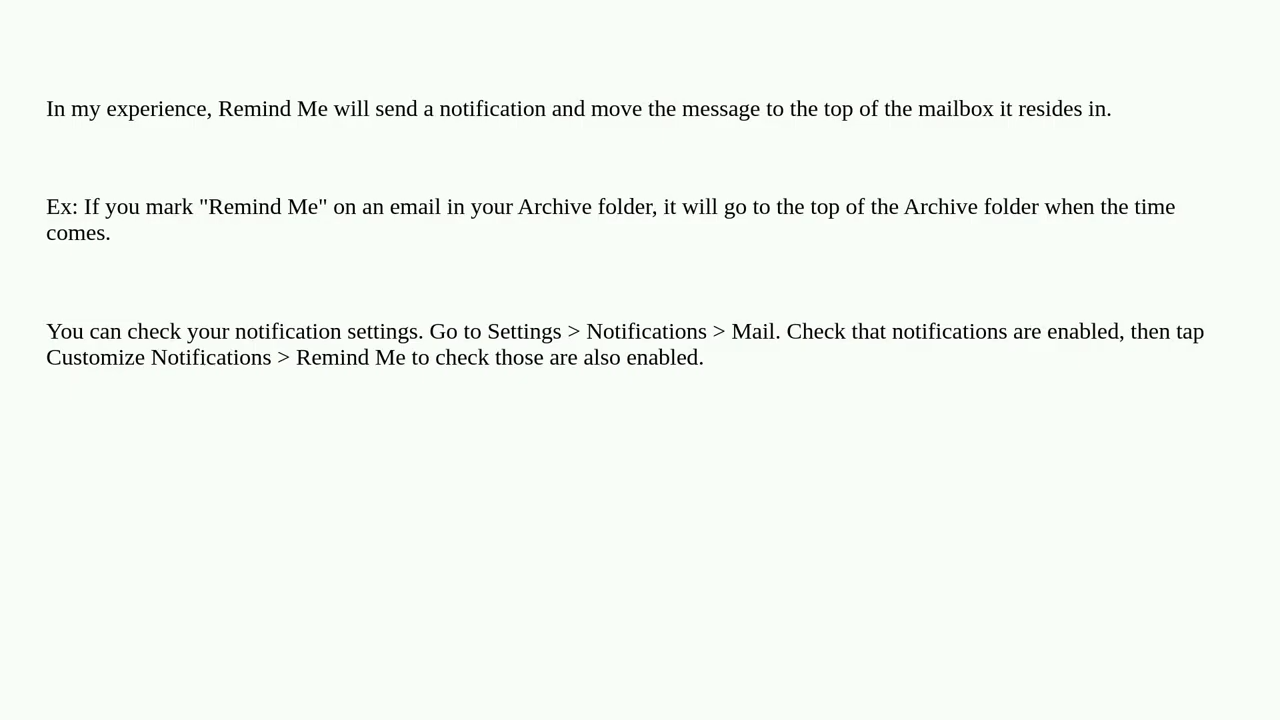 In my experience, Remind Me will send a notification and move the message to the top of the mailbox it resides in.
Ex: If you mark "Remind Me" on an email in your Archive folder, it will go to the top of the Archive folder when the time
comes.
You can check your notification settings. Go to Settings > Notifications > Mail. Check that notifications are enabled, then tap
Customize Notifications > Remind Me to check those are also enabled.